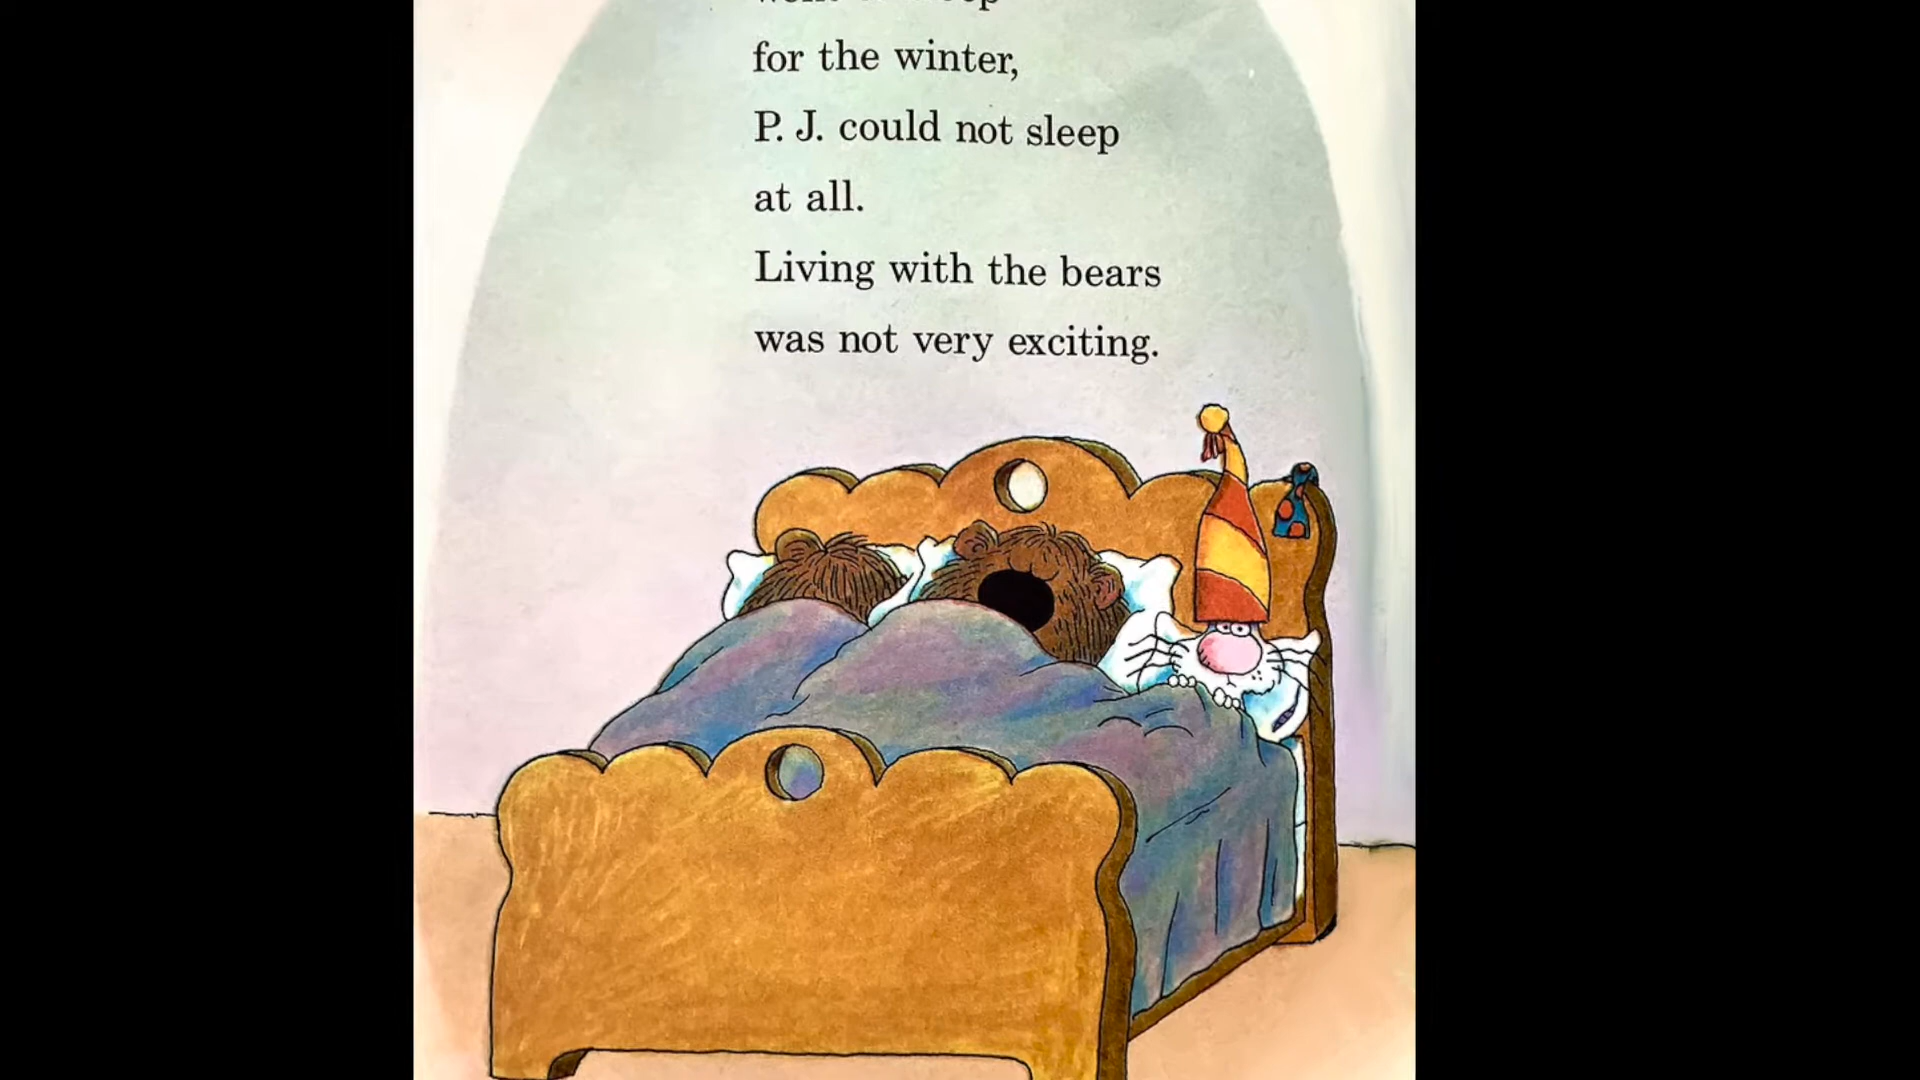 for the winter,
P. J. could not sleep
at all.
Living with the bears
was not very exciting.